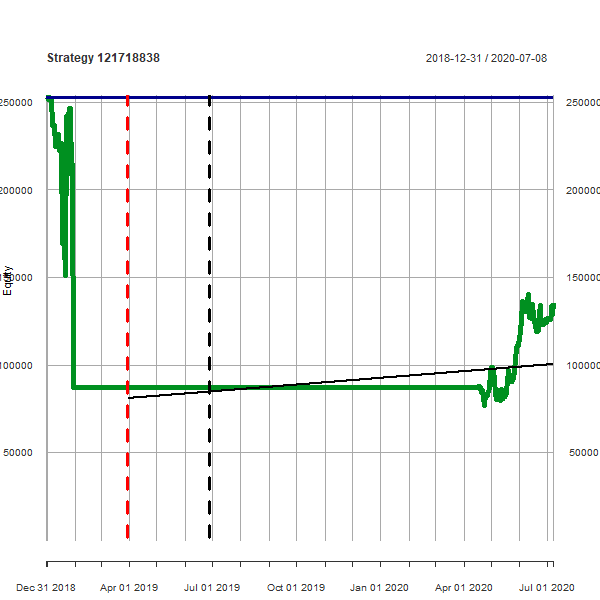 Strategy 121718838
2018-12-31 / 2020-07-08
250000
250000
200000
200000
Equity
150000
150000
100000
100000
50000
50000
Dec 31 2018
Apr 01 2019
Jul 01 2019
Oct 01 2019
Jan 01 2020
Apr 01 2020
Jul 01 2020